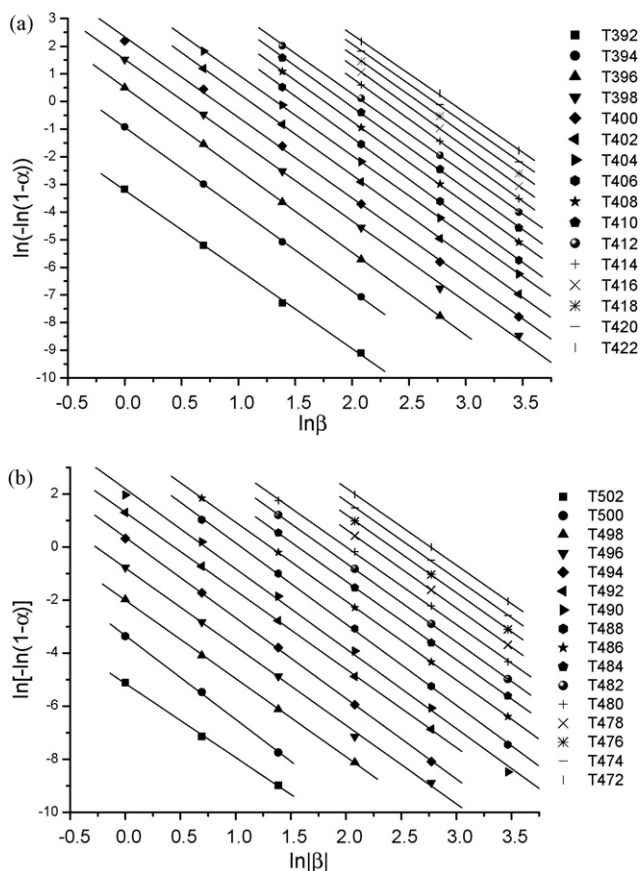 (a)
3
2
1
0
-1
-2
-3
-4
-5
-6
-7
-8
-9
-10
ln(-ln(1-α))
-0.5 0.0 0.5 1.0 1.5 2.0 2.5 3.0 3.5
lnβ
T392
T394
T396
T398
T400
T402
T404
T406
T408
T410
T412
T414
T416
T418
T420
T422
(b)
2
0
-2
-4
-6
-8
-10
ln[-ln(1-α)]
-0.5 0.0 0.5 1.0 1.5 2.0 2.5 3.0 3.5
ln|β|
T502
T500
T498
T496
T494
T492
T490
T488
T486
T484
T482
T480
T478
T476
T474
T472